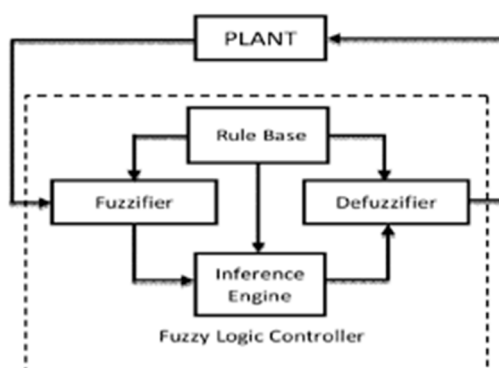 PLANT
Rule Base
Fuzzifier
Defuzzifier
Inference
Engine
Fuzzy Logic Controller